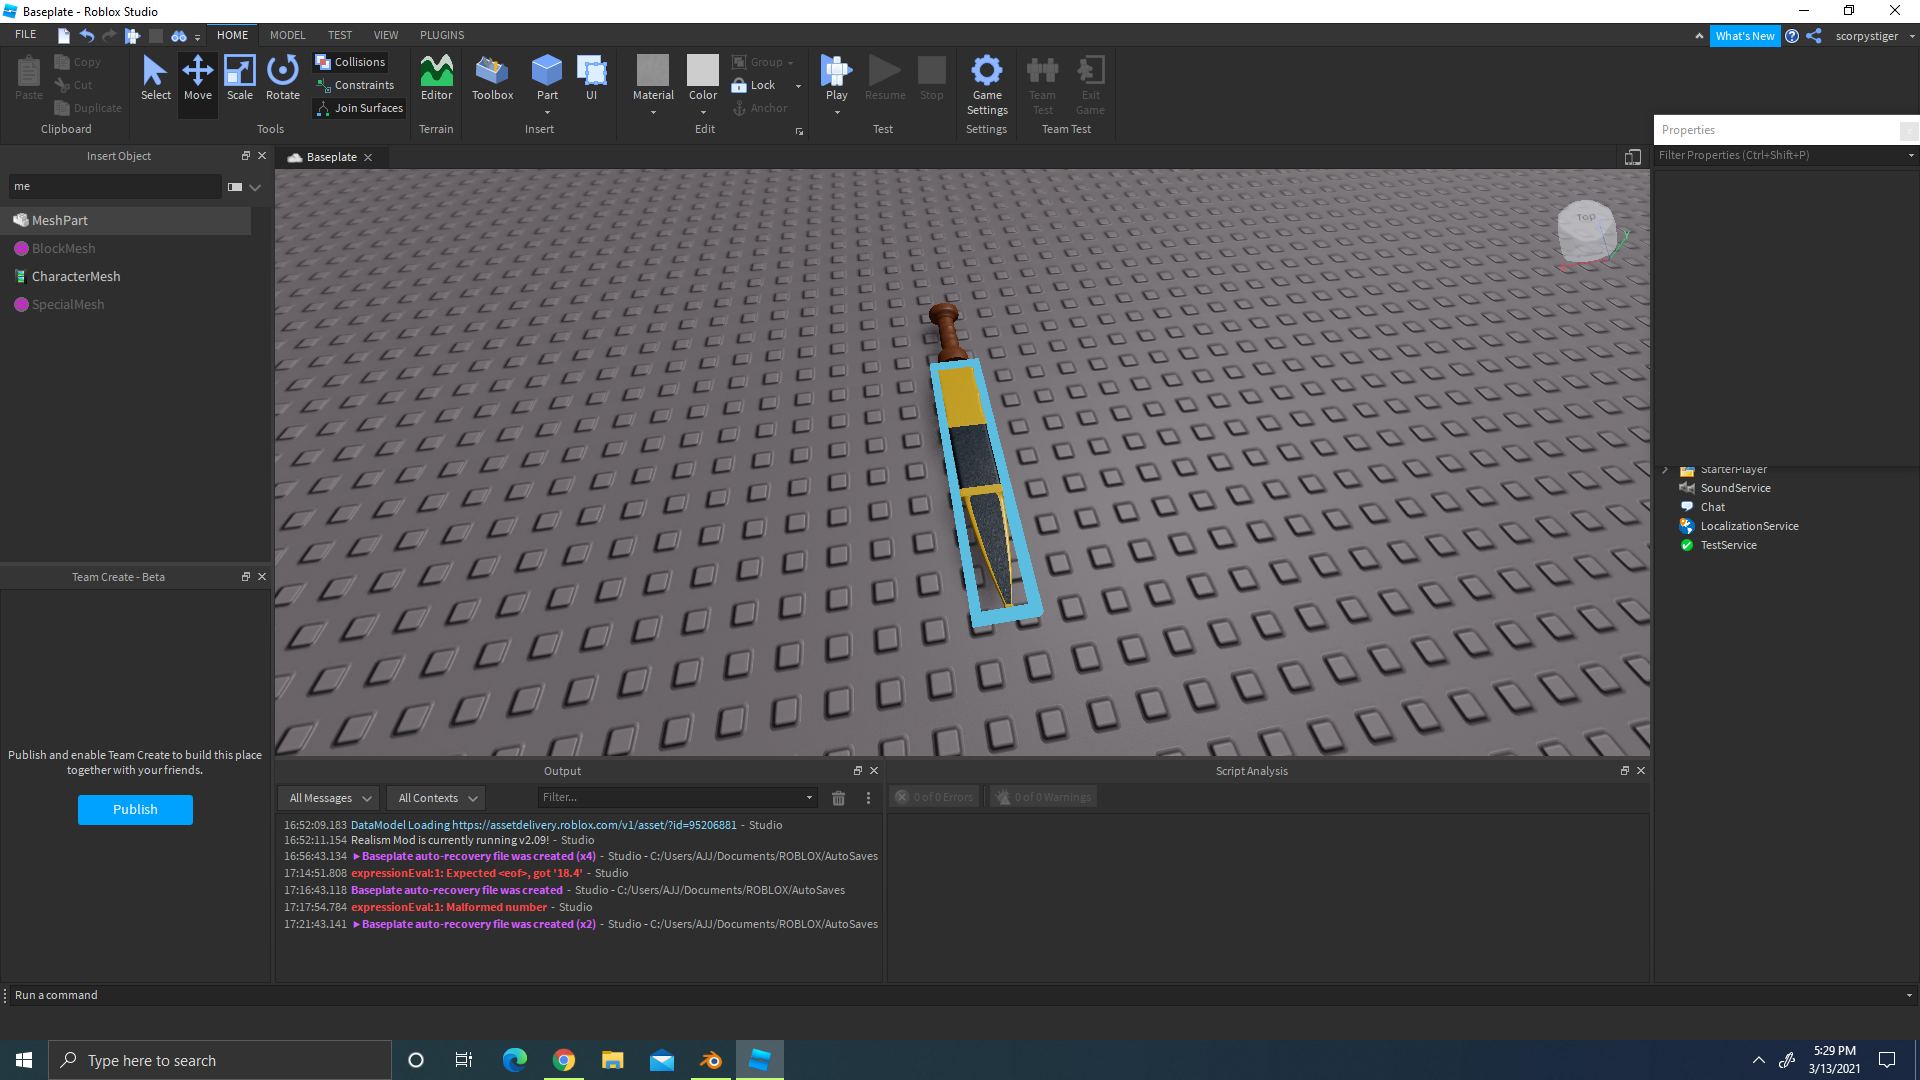 Baseplate - Roblox Studio
FILE
HOME
MODEL
TEST
VIEW
PLUGINS
What's New
scorpystiger
Paste
Copy
Cut
Duplicate
Clipboard
Select
Move
Scale
Rotate
Collisions
Constraints
Join Surfaces
Tools
Editor
Terrain
Toolbox
Part
UI
Insert
Material
Color
Group
Lock
Anchor
Edit
Play
Resume
Stop
Test
Game Settings
Settings
Team Test
Exit Game
Team Test
Insert Object
me
MeshPart
BlockMesh
CharacterMesh
SpecialMesh
Baseplate
Top
Y
Properties
Filter Properties (Ctrl+Shift+P)
StarterPlayer
SoundService
Chat
LocalizationService
TestService
Team Create - Beta
Publish and enable Team Create to build this place
together with your friends.
Publish
Output
All Messages
All Contexts
Filter...
16:52:09.183 DataModel Loading https://assetdelivery.roblox.com/v1/asset/?id=95206881 - Studio
16:52:11.154 Realism Mod is currently running v2.09! - Studio
16:56:43.134 ►Baseplate auto-recovery file was created (x4) - Studio - C:/Users/AJJ/Documents/ROBLOX/AutoSaves
17:14:51.808 expressionEval:1: Expected <eof>, got '18.4' - Studio
17:16:43.118 Baseplate auto-recovery file was created - Studio - C:/Users/AJJ/Documents/ROBLOX/AutoSaves
17:17:54.784 expressionEval:1: Malformed number - Studio
17:21:43.141 ►Baseplate auto-recovery file was created (x2) - Studio - C:/Users/AJJ/Documents/ROBLOX/AutoSaves
Script Analysis
0 of 0 Errors
0 of 0 Warnings
Run a command
Type here to search
5:29 PM
3/13/2021